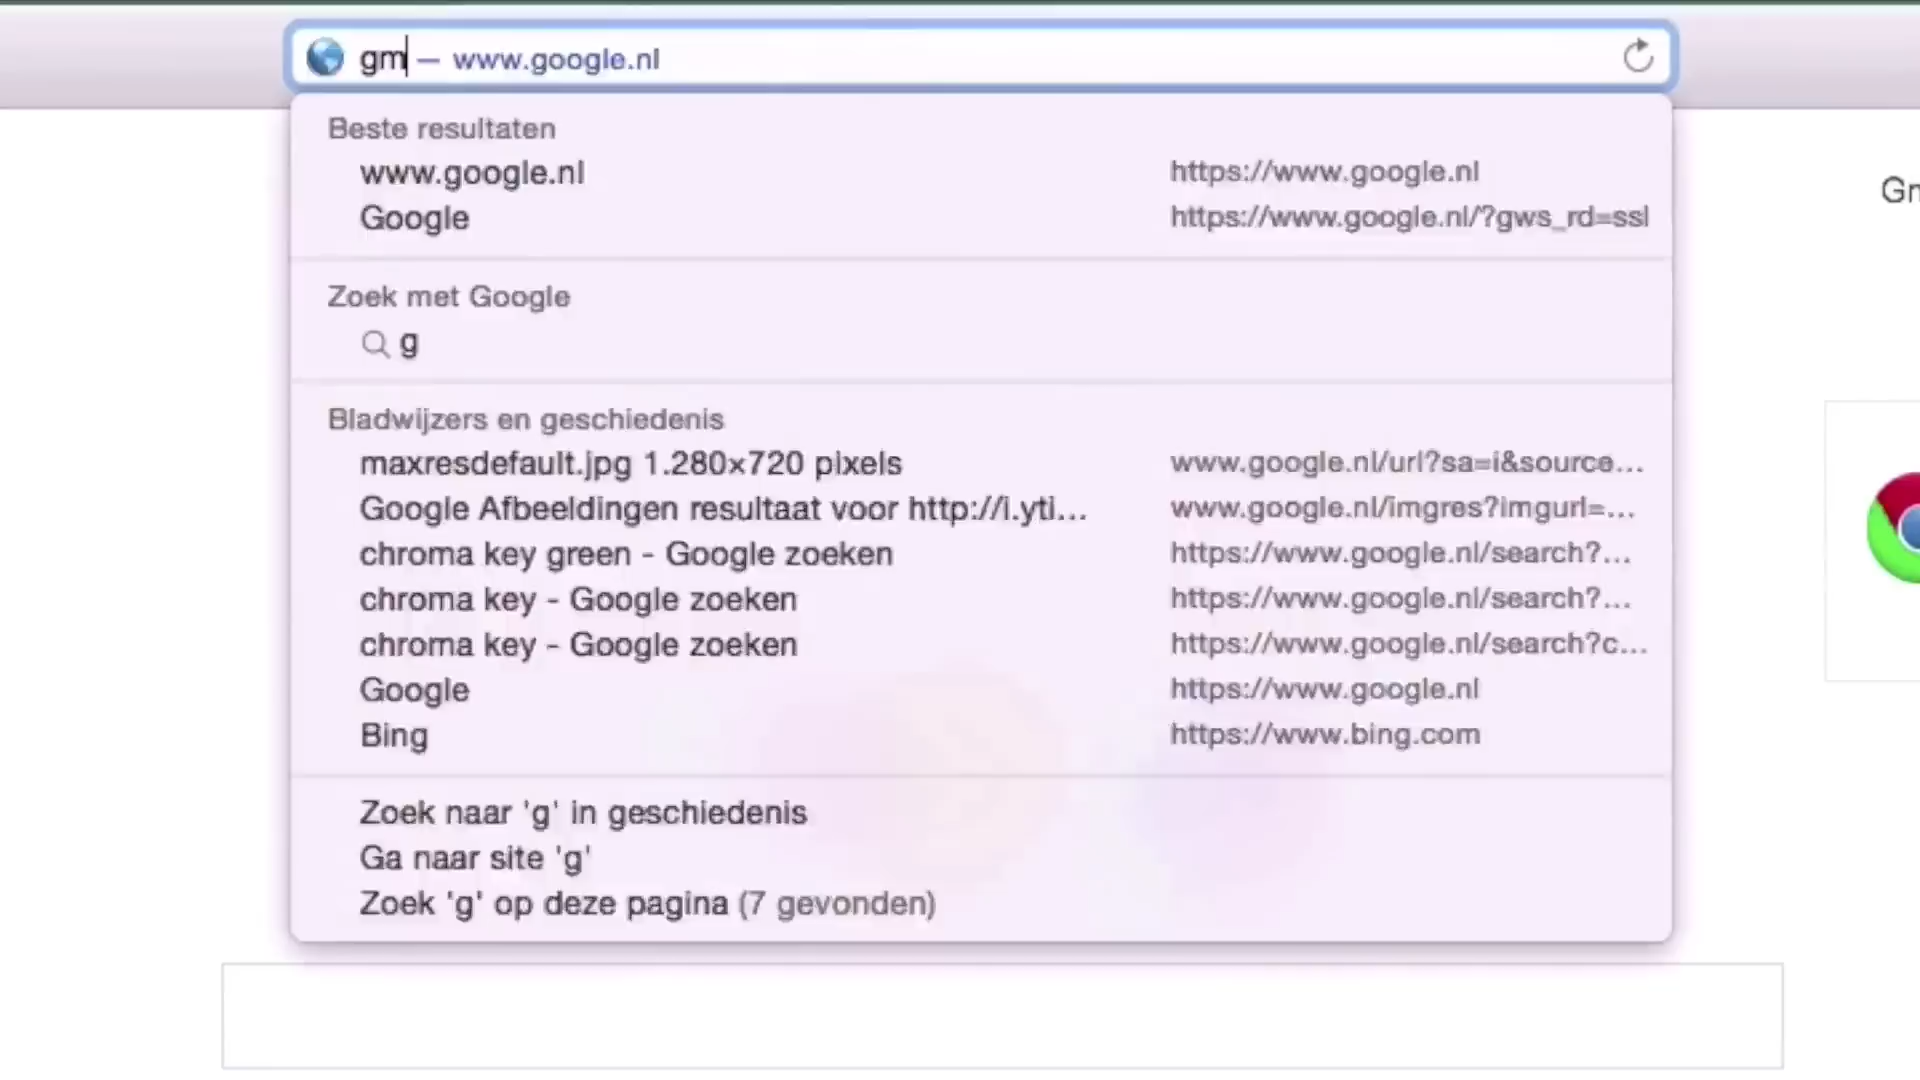 gm — www.google.nl
Beste resultaten
www.google.nl https://www.google.nl
Google https://www.google.nl/?gws_rd=ssl
Zoek met Google
g
Bladwijzers en geschiedenis
maxresdefault.jpg 1.280×720 pixels www.google.nl/url?sa=i&source...
Google Afbeeldingen resultaat voor http://i.yti... www.google.nl/imgres?imgurl=...
chroma key green - Google zoeken https://www.google.nl/search?...
chroma key - Google zoeken https://www.google.nl/search?...
chroma key - Google zoeken https://www.google.nl/search?c...
Google https://www.google.nl
Bing https://www.bing.com
Zoek naar 'g' in geschiedenis
Ga naar site 'g'
Zoek 'g' op deze pagina (7 gevonden)